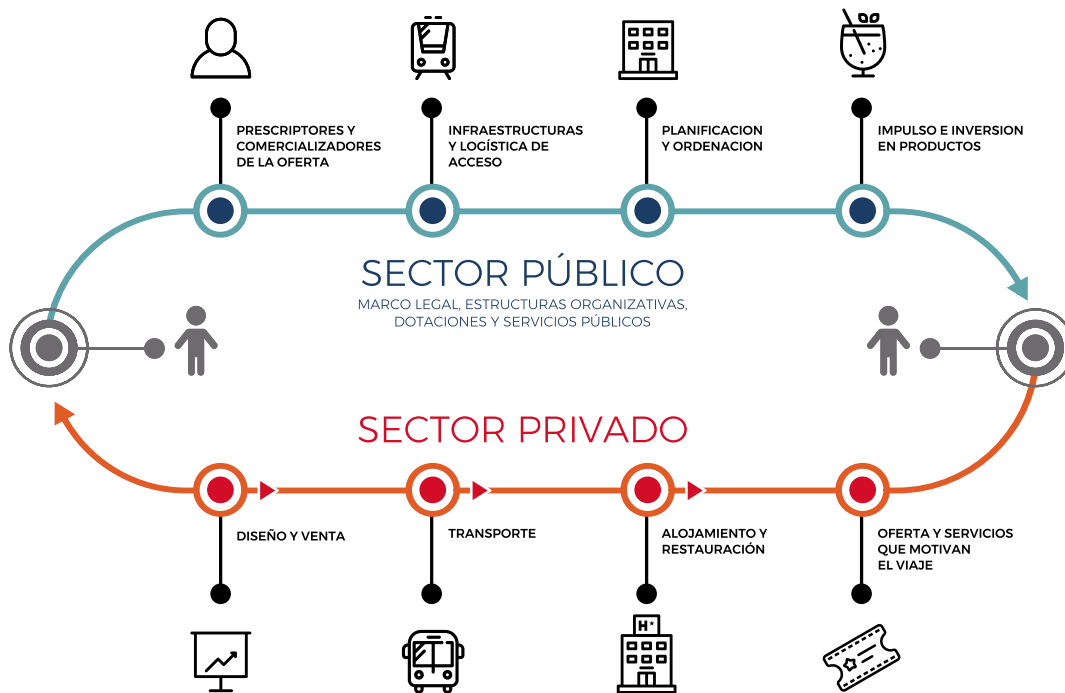 PRESCRIPTORES Y
COMERCIALIZADORES
DE LA OFERTA
INFRAESTRUCTURAS
Y LOGÍSTICA DE
ACCESO
PLANIFICACION
Y ORDENACION
IMPULSO E INVERSION
EN PRODUCTOS
SECTOR PÚBLICO
MARCO LEGAL, ESTRUCTURAS ORGANIZATIVAS,
DOTACIONES Y SERVICIOS PÚBLICOS
SECTOR PRIVADO
DISEÑO Y VENTA
TRANSPORTE
ALOJAMIENTO Y
RESTAURACIÓN
OFERTA Y SERVICIOS
QUE MOTIVAN
EL VIAJE
H*